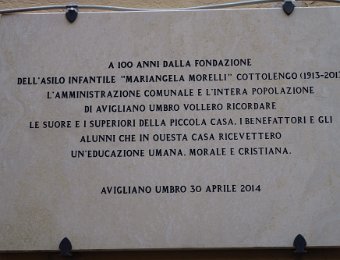 A 100 ANNI DALLA FONDAZIONE
DELL'ASILO INFANTILE "MARIANGELA MORELLI" COTTOLENGO (1913-2013)
L'AMMINISTRAZIONE COMUNALE E L'INTERA POPOLAZIONE
DI AVIGLIANO UMBRO VOLLERO RICORDARE
LE SUORE E I SUPERIORI DELLA PICCOLA CASA, I BENEFATTORI E GLI
ALUNNI CHE IN QUESTA CASA RICEVETTERO
UN'EDUCAZIONE UMANA, MORALE E CRISTIANA.
AVIGLIANO UMBRO 30 APRILE 2014